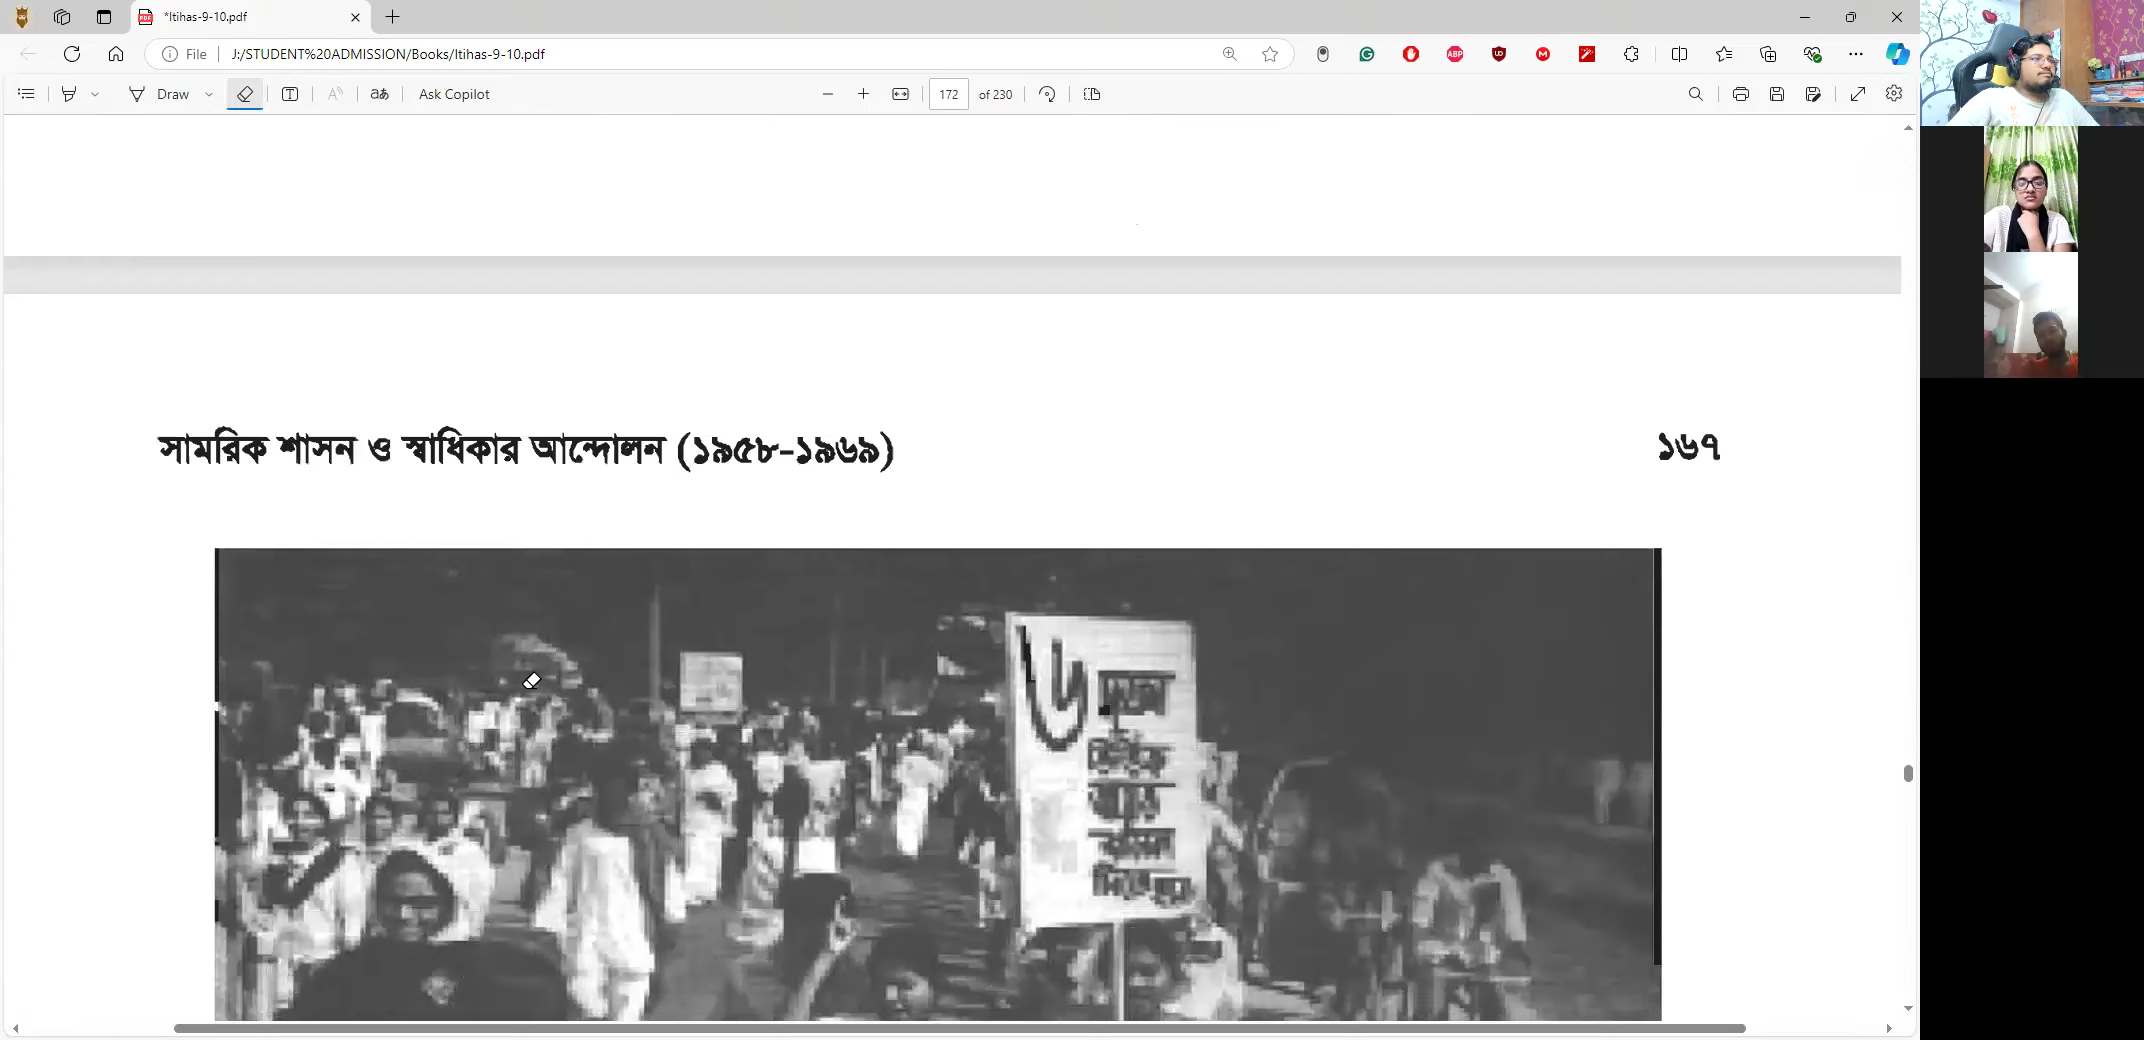 *Itihas-9-10.pdf
File
J:/STUDENT%20ADMISSION/Books/Itihas-9-10.pdf
Draw
Ask Copilot
172 of 230
সামরিক শাসন ও স্বাধিকার আন্দোলন (১৯৫৮-১৯৬৯)
১৬৭
৬